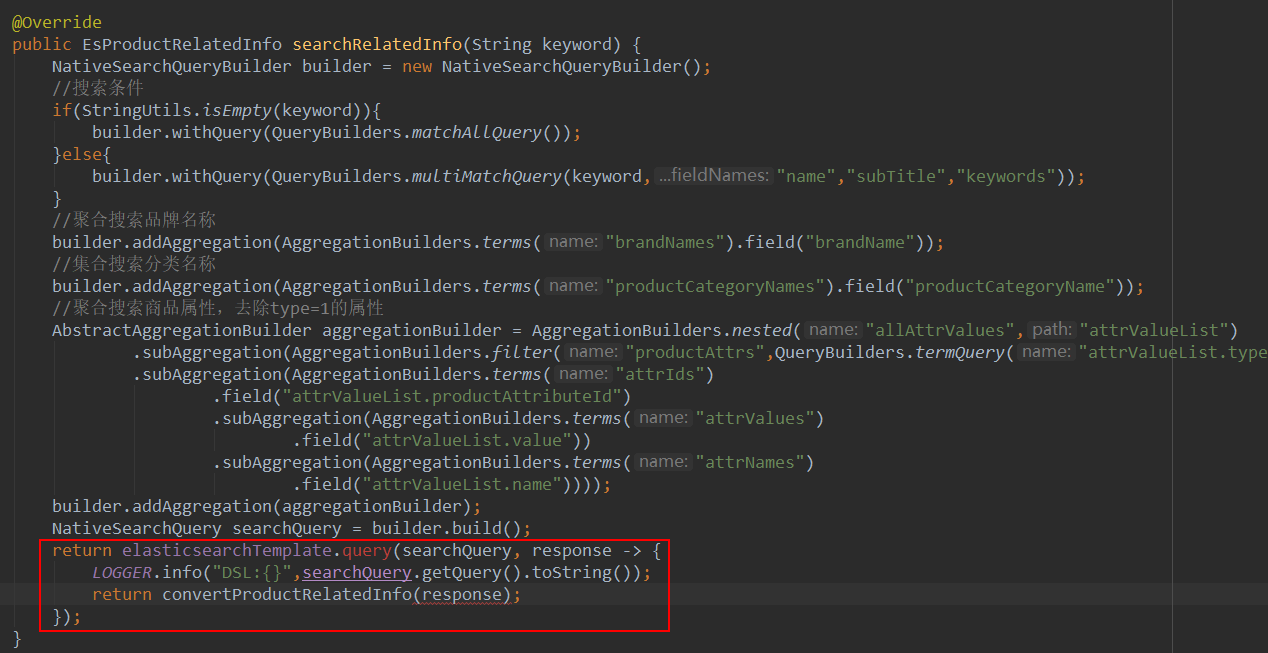 @Override
public EsProductRelatedInfo searchRelatedInfo(String keyword) {
    NativeSearchQueryBuilder builder = new NativeSearchQueryBuilder();
    //搜索条件
    if(StringUtils.isEmpty(keyword)){
        builder.withQuery(QueryBuilders.matchAllQuery());
    }else{
        builder.withQuery(QueryBuilders.multiMatchQuery(keyword, ...fieldNames: "name","subTitle","keywords"));
    }
    //聚合搜索品牌名称
    builder.addAggregation(AggregationBuilders.terms( name: "brandNames").field("brandName"));
    //集合搜索分类名称
    builder.addAggregation(AggregationBuilders.terms( name: "productCategoryNames").field("productCategoryName"));
    //聚合搜索商品属性，去除type=1的属性
    AbstractAggregationBuilder aggregationBuilder = AggregationBuilders.nested( name: "allAttrValues", path: "attrValueList")
            .subAggregation(AggregationBuilders.filter( name: "productAttrs",QueryBuilders.termQuery( name: "attrValueList.type
            .subAggregation(AggregationBuilders.terms( name: "attrIds")
                    .field("attrValueList.productAttributeId")
                    .subAggregation(AggregationBuilders.terms( name: "attrValues")
                            .field("attrValueList.value"))
                    .subAggregation(AggregationBuilders.terms( name: "attrNames")
                            .field("attrValueList.name"))));
    builder.addAggregation(aggregationBuilder);
    NativeSearchQuery searchQuery = builder.build();
    return elasticsearchTemplate.query(searchQuery, response -> {
        LOGGER.info("DSL:{}",searchQuery.getQuery().toString());
        return convertProductRelatedInfo(response);
    });
}